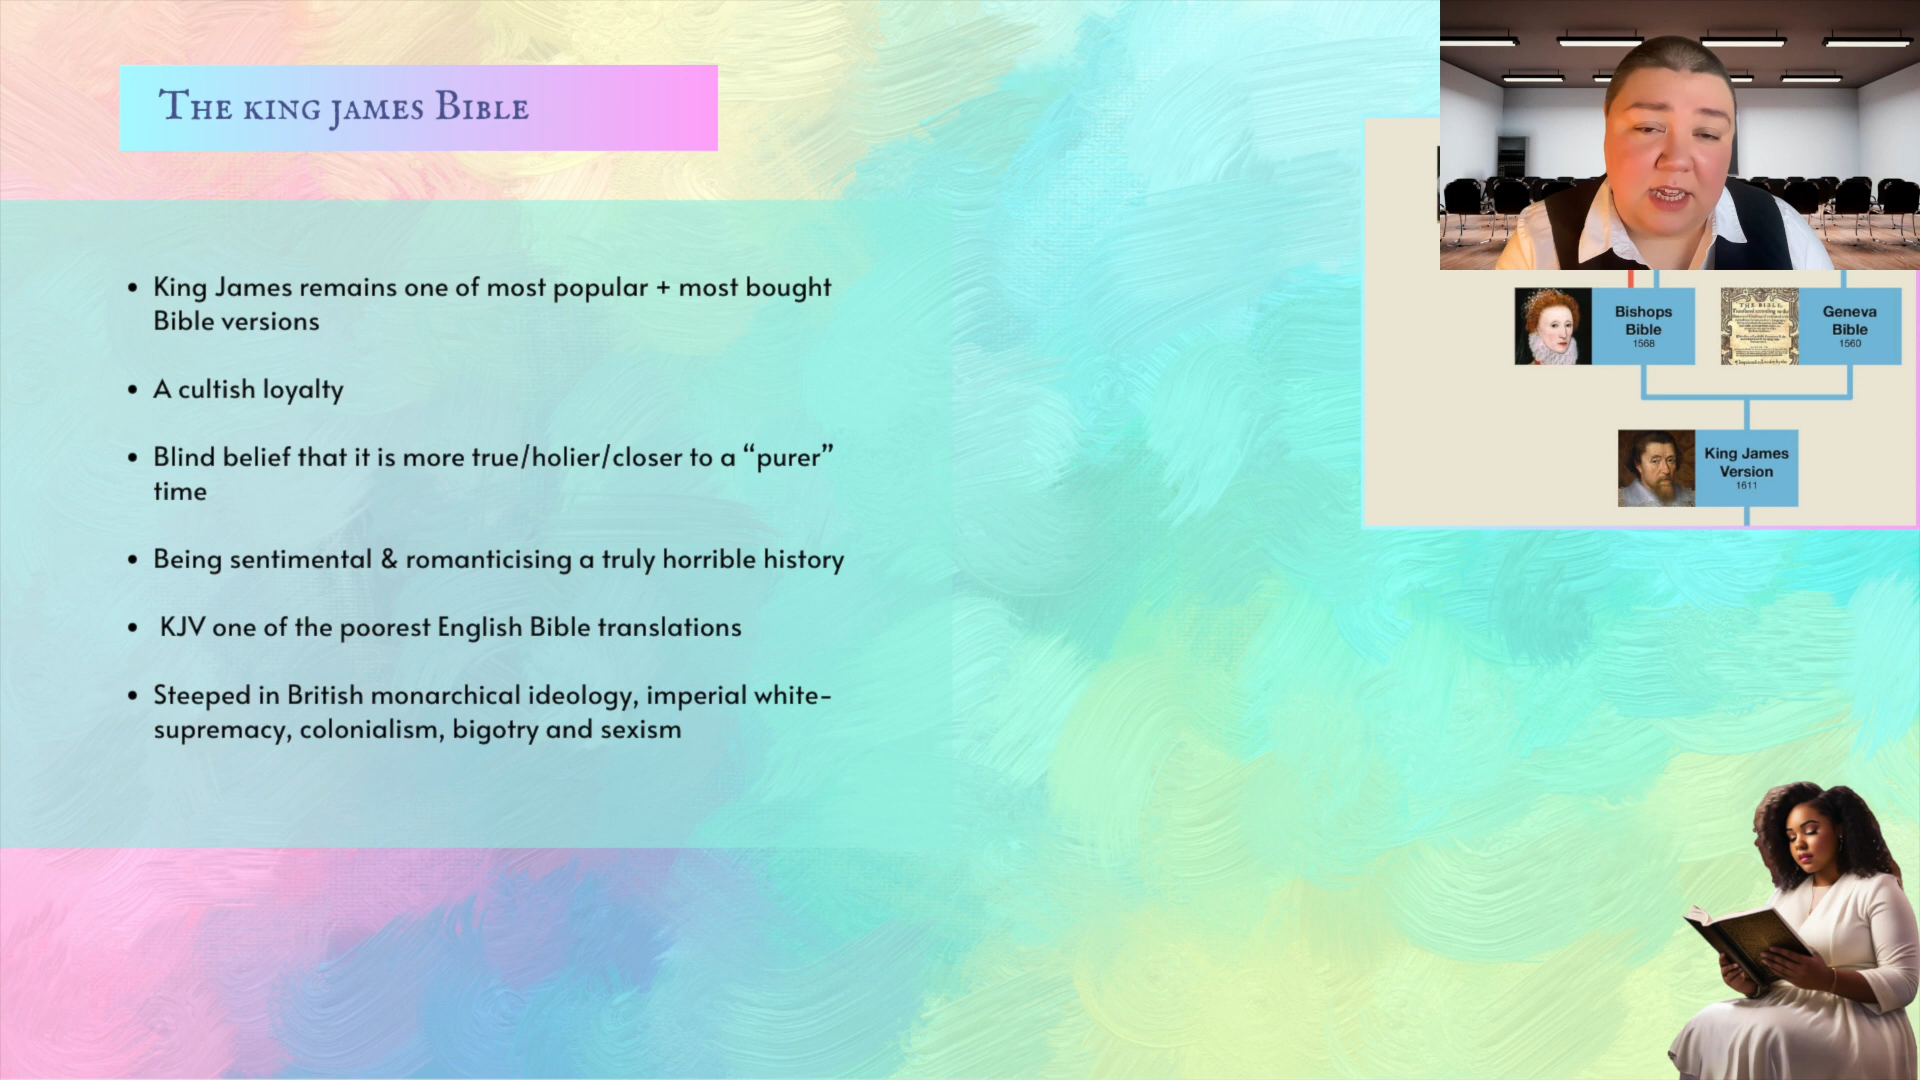 The king james Bible
• King James remains one of most popular + most bought
Bible versions
• A cultish loyalty
• Blind belief that it is more true/holier/closer to a “purer”
time
• Being sentimental & romanticising a truly horrible history
• KJV one of the poorest English Bible translations
• Steeped in British monarchical ideology, imperial white-
supremacy, colonialism, bigotry and sexism
Bishops
Bible
1568
THE BIBLE
Geneva
Bible
1560
King James
Version
1611